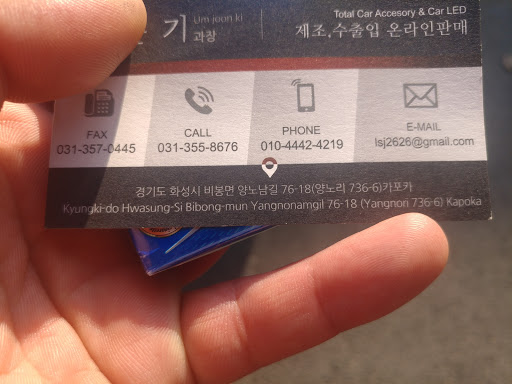 기 Um joon ki
과장
Total Car Accesory & Car LED
제조,수출입 온라인판매
FAX
031-357-0445
CALL
031-355-8676
PHONE
010-4442-4219
E-MAIL
lsj2626@gmail.com
경기도 화성시 비봉면 양노남길 76-18(양노리 736-6)카포카
Kyungki-do Hwasung-Si Bibong-mun Yangnonamgil 76-18 (Yangnori 736-6) Kapoka